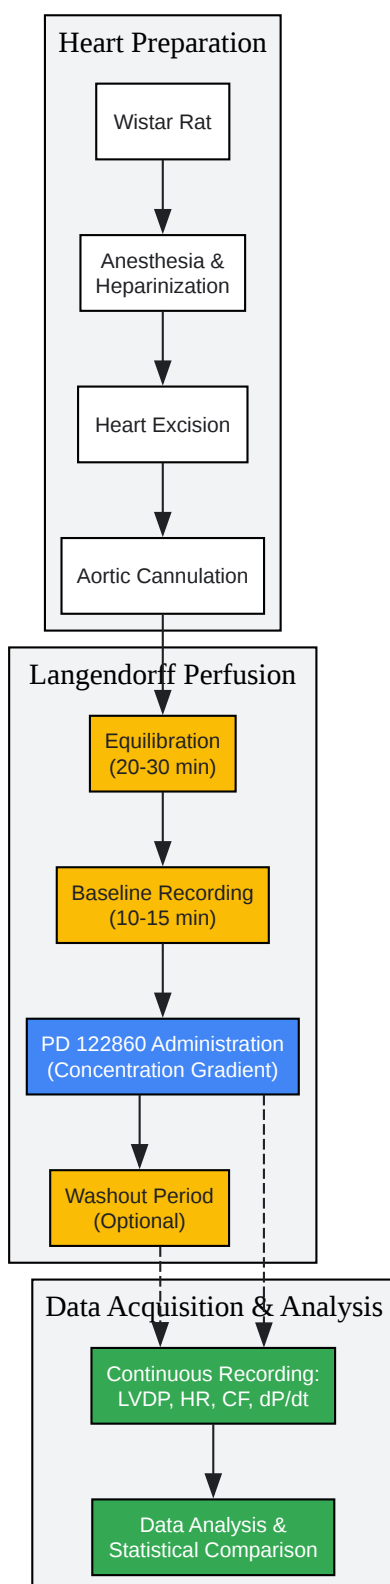 Heart Preparation
Wistar Rat
Anesthesia &
Heparinization
Heart Excision
Aortic Cannulation
Langendorff Perfusion
Equilibration
(20-30 min)
Baseline Recording
(10-15 min)
PD 122860 Administration
(Concentration Gradient)
Washout Period
(Optional)
Data Acquisition & Analysis
Continuous Recording:
LVDP, HR, CF, dP/dt
Data Analysis &
Statistical Comparison